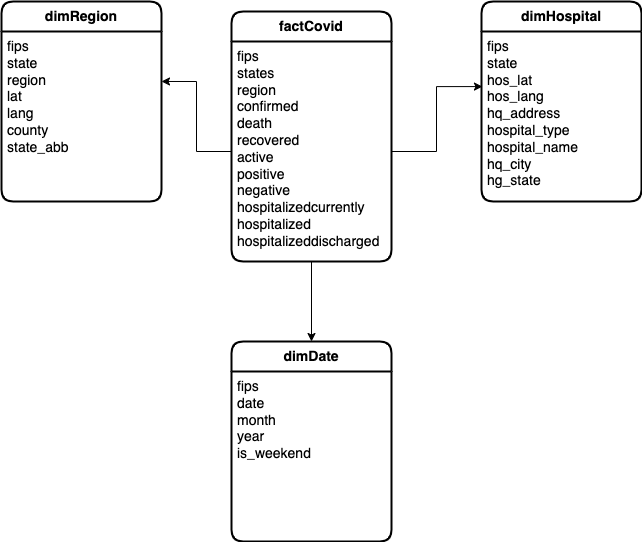 dimRegion
fips
state
region
lat
lang
county
state_abb
factCovid
fips
states
region
confirmed
death
recovered
active
positive
negative
hospitalizedcurrently
hospitalized
hospitalizeddischarged
dimHospital
fips
state
hos_lat
hos_lang
hq_address
hospital_type
hospital_name
hq_city
hg_state
dimDate
fips
date
month
year
is_weekend